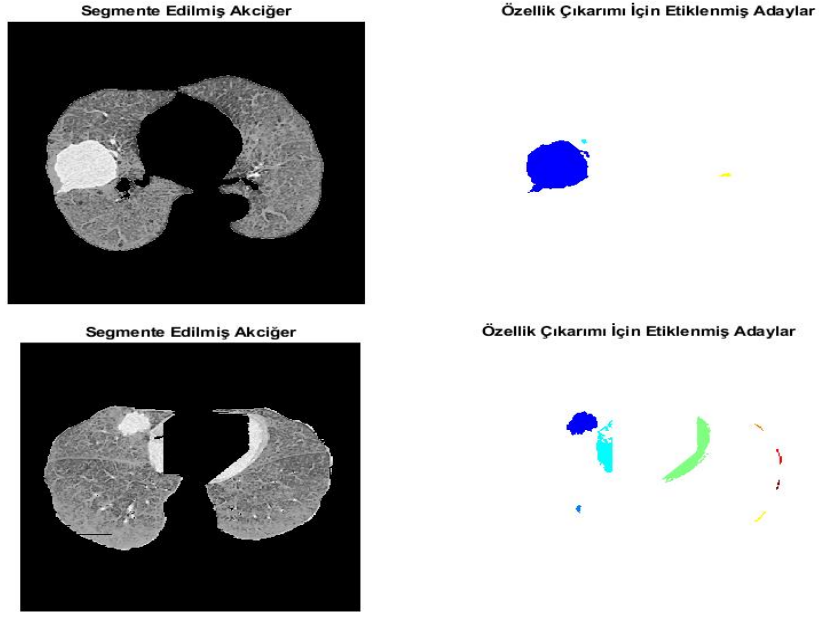 Segmente Edilmiş Akciğer
Özellik Çıkarımı İçin Etiklenmiş Adaylar
Segmente Edilmiş Akciğer
Özellik Çıkarımı İçin Etiklenmiş Adaylar